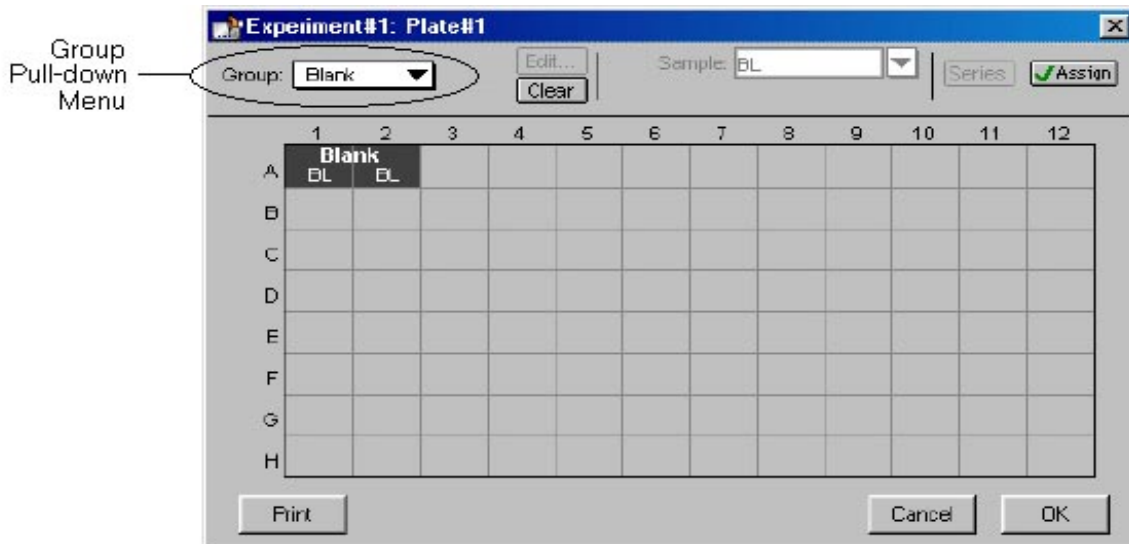 Experiment#1: Plate#1
Group
Pull-down
Menu
Group: Blank
Edit...
Clear
Sample: BL
Series
Assign
1 2 3 4 5 6 7 8 9 10 11 12
Blank
A BL BL
B
C
D
E
F
G
H
Print
Cancel
OK